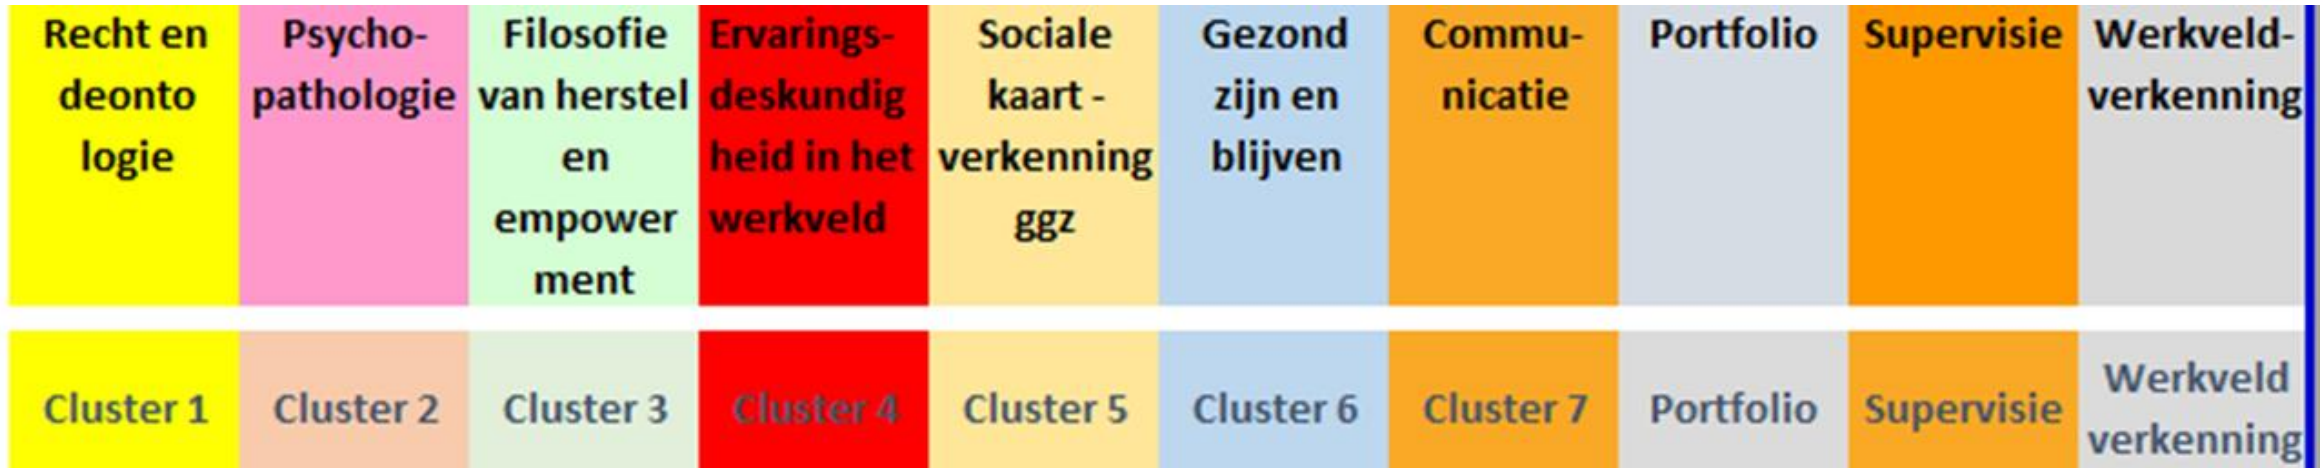 Recht en
deonto
logie
Psycho-
pathologie
Filosofie
van herstel
en
empower
ment
Ervarings-
deskundig
heid in het
werkveld
Sociale
kaart -
verkenning
ggz
Gezond
zijn en
blijven
Commu-
nicatie
Portfolio
Supervisie
Werkveld-
verkenning
Cluster 1
Cluster 2
Cluster 3
Cluster 4
Cluster 5
Cluster 6
Cluster 7
Portfolio
Supervisie
Werkveld
verkenning